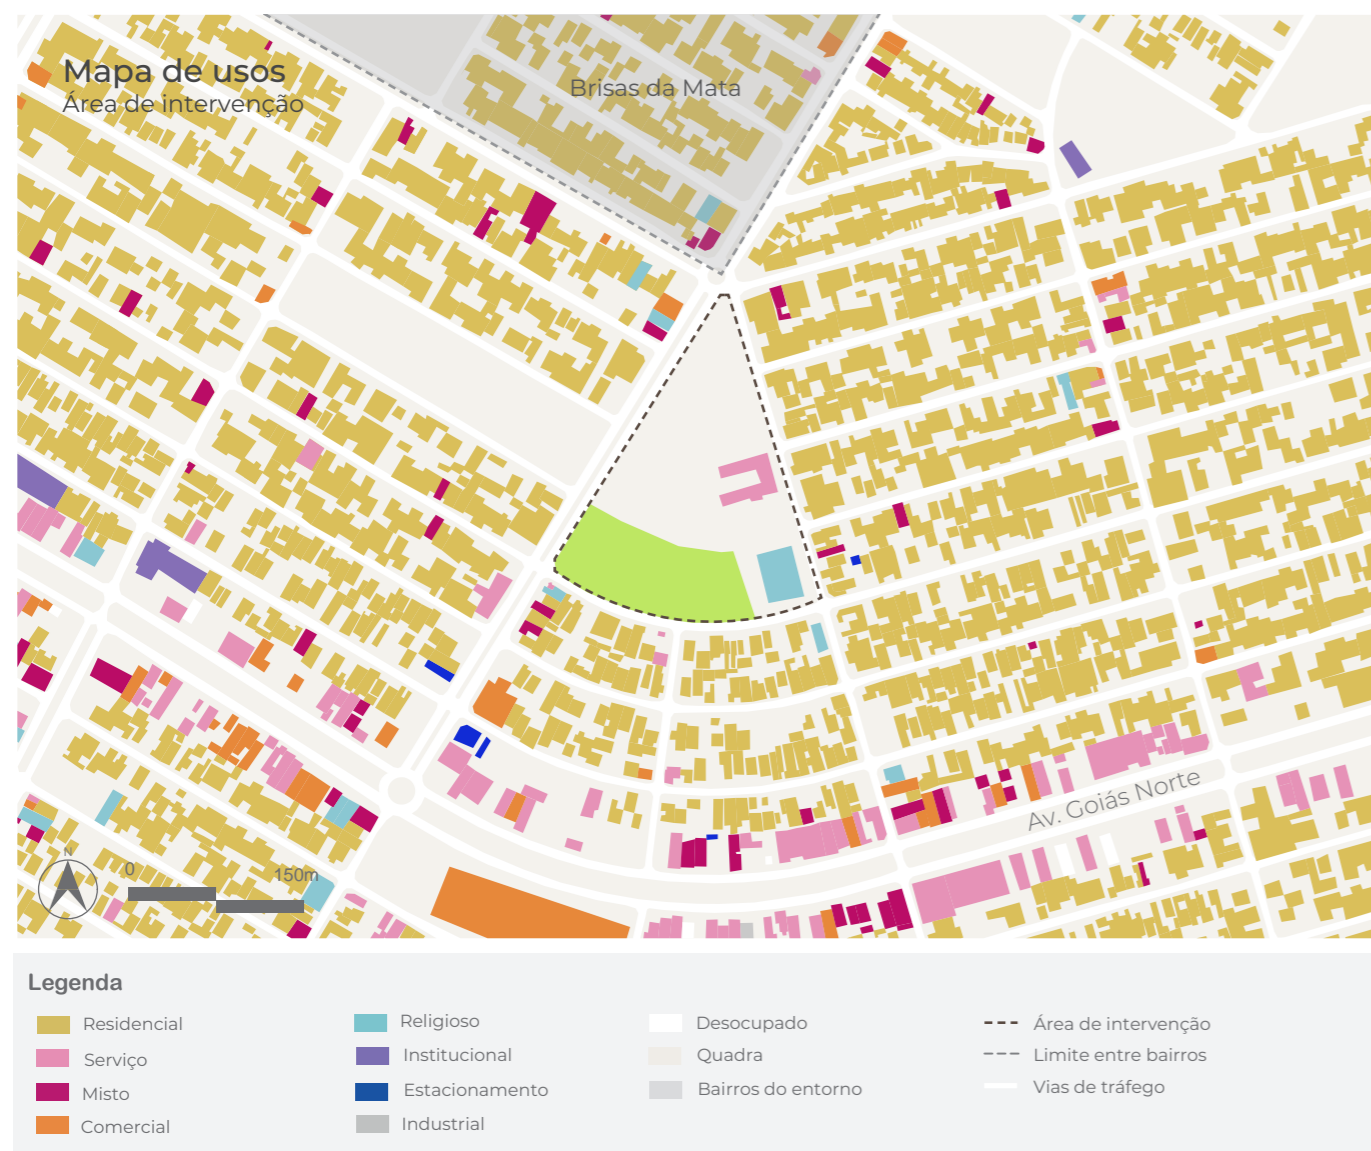 Mapa de usos
Área de intervenção
Brisas da Mata
Av. Goiás Norte
N
0
150m
Legenda
Residencial
Serviço
Misto
Comercial
Religioso
Institucional
Estacionamento
Industrial
Desocupado
Quadra
Bairros do entorno
Área de intervenção
Limite entre bairros
Vias de tráfego